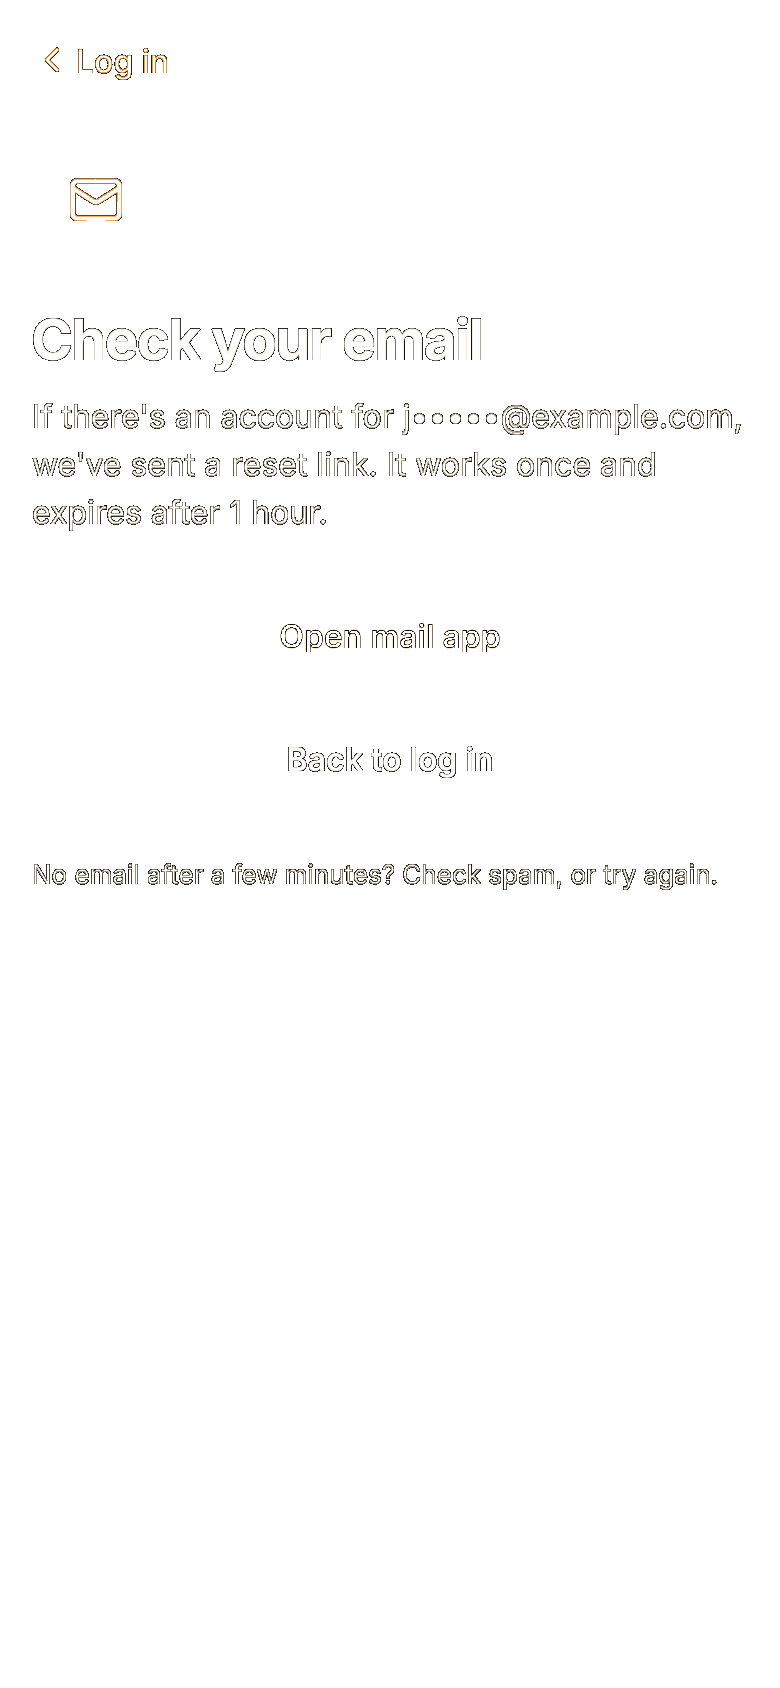 Log in
Check your email
If there's an account for j•••••@example.com,
we've sent a reset link. It works once and
expires after 1 hour.
Open mail app
Back to log in
No email after a few minutes? Check spam, or try again.